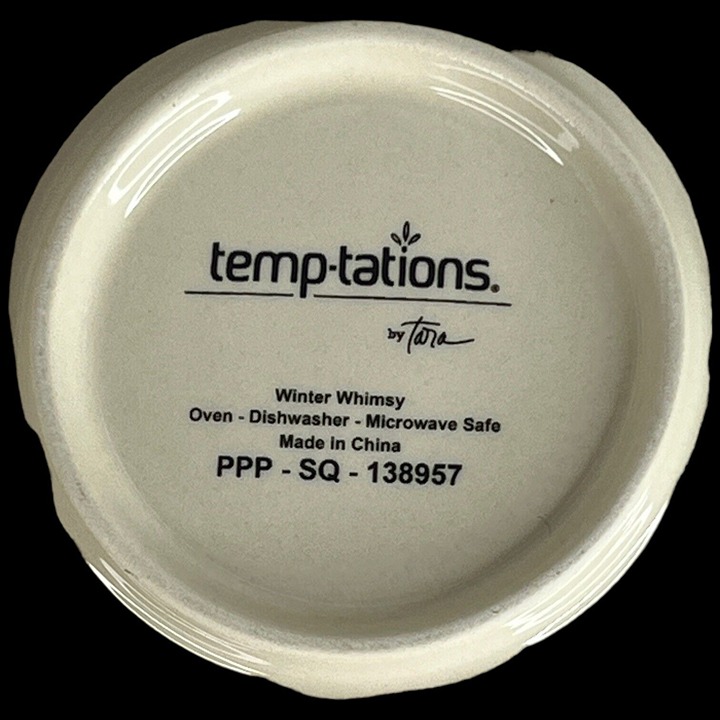 temp-tations®
by Tara
Winter Whimsy
Oven - Dishwasher - Microwave Safe
Made in China
PPP - SQ - 138957